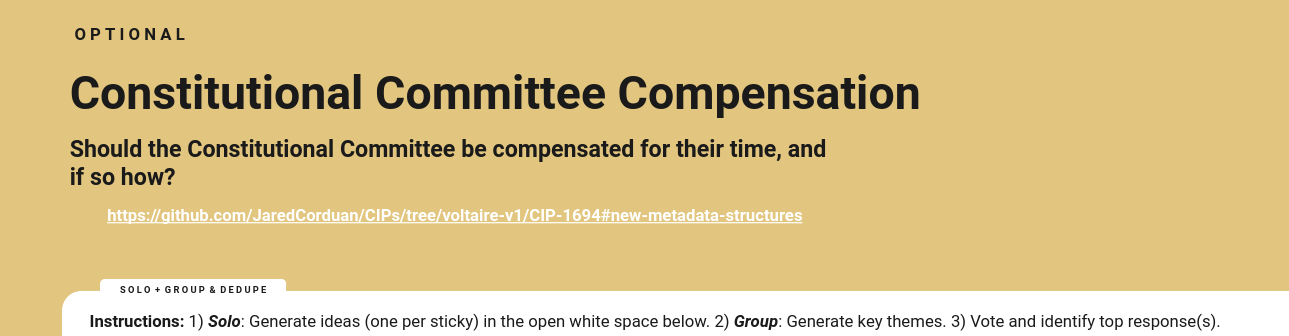 OPTIONAL
Constitutional Committee Compensation
Should the Constitutional Committee be compensated for their time, and
if so how?
https://github.com/JaredCorduan/CIPs/tree/voltaire-v1/CIP-1694#new-metadata-structures
SOLO + GROUP & DEDUPE
Instructions: 1) Solo: Generate ideas (one per sticky) in the open white space below. 2) Group: Generate key themes. 3) Vote and identify top response(s).